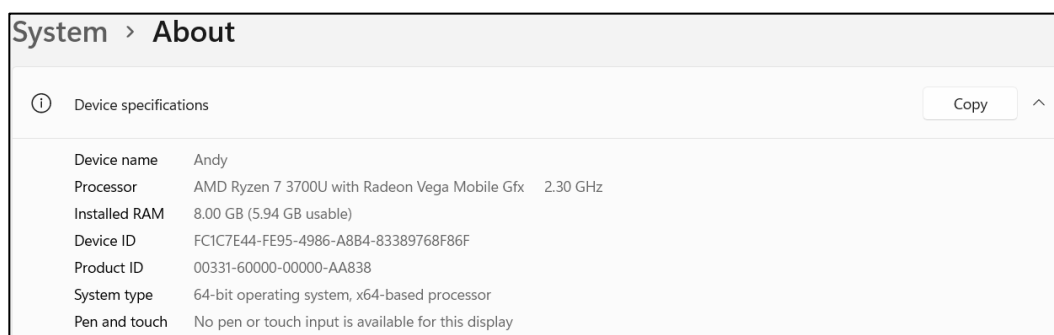 System > About
Device specifications Copy
Device name Andy
Processor AMD Ryzen 7 3700U with Radeon Vega Mobile Gfx 2.30 GHz
Installed RAM 8.00 GB (5.94 GB usable)
Device ID FC1C7E44-FE95-4986-A8B4-83389768F86F
Product ID 00331-60000-00000-AA838
System type 64-bit operating system, x64-based processor
Pen and touch No pen or touch input is available for this display